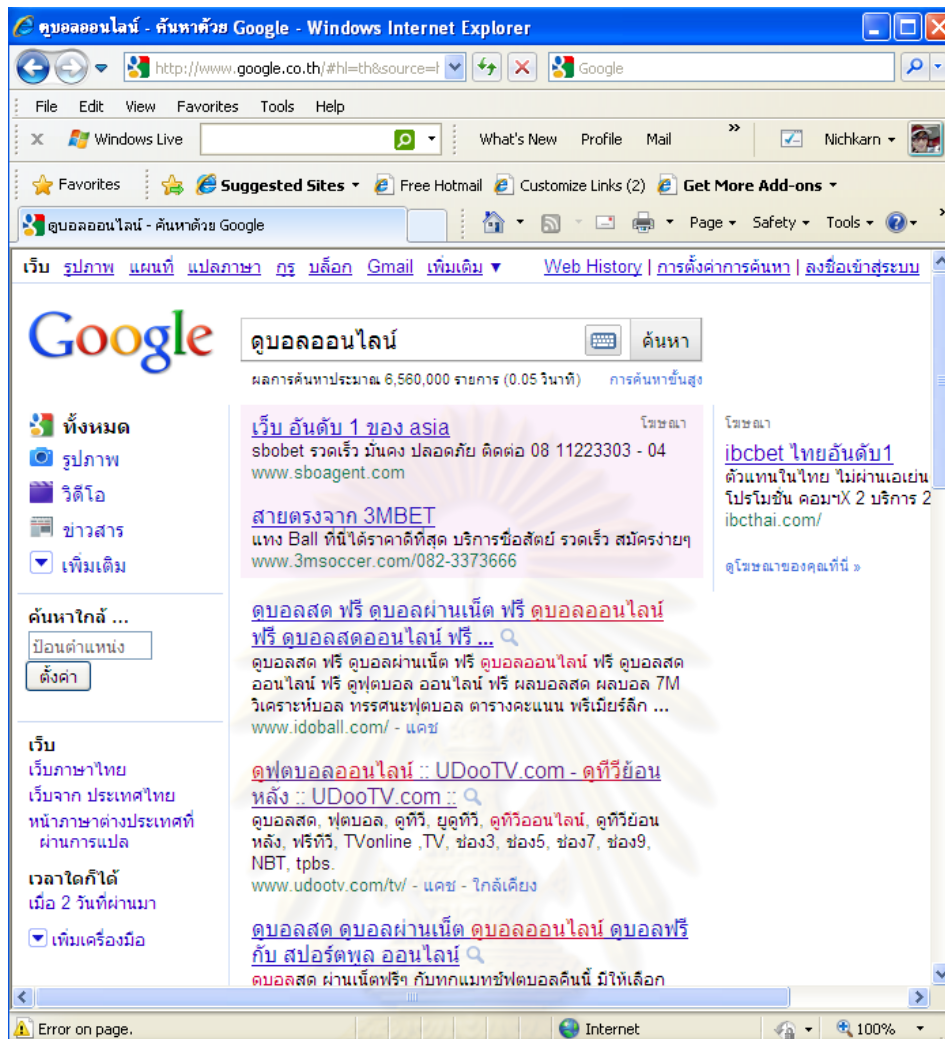 ดูบอลออนไลน์ - ค้นหาด้วย Google - Windows Internet Explorer
http://www.google.co.th/#hl=th&source=h
Google
File Edit View Favorites Tools Help
x Windows Live What's New Profile Mail » Nichkarn
Favorites Suggested Sites Free Hotmail Customize Links (2) Get More Add-ons
ดูบอลออนไลน์ - ค้นหาด้วย Google Page Safety Tools »
เว็บ รูปภาพ แผนที่ แปลภาษา กูรู บล็อก Gmail เพิ่มเติม ▼ Web History | การตั้งค่าการค้นหา | ลงชื่อเข้าสู่ระบบ
Google
ดูบอลออนไลน์
ค้นหา
ผลการค้นหาประมาณ 6,560,000 รายการ (0.05 วินาที) การค้นหาขั้นสูง
ทั้งหมด
รูปภาพ
วิดีโอ
ข่าวสาร
เพิ่มเติม
ค้นหาใกล้ ...
ป้อนตำแหน่ง
ตั้งค่า
เว็บ
เว็บภาษาไทย
เว็บจาก ประเทศไทย
หน้าภาษาต่างประเทศที่
ผ่านการแปล
เวลาใดก็ได้
เมื่อ 2 วันที่ผ่านมา
เพิ่มเครื่องมือ
เว็บ อันดับ 1 ของ asia โฆษณา
sbobet รวดเร็ว มั่นคง ปลอดภัย ติดต่อ 08 11223303 - 04
www.sboagent.com
สายตรงจาก 3MBET
แทง Ball ที่นี่ได้ราคาดีที่สุด บริการซื่อสัตย์ รวดเร็ว สมัครง่ายๆ
www.3msoccer.com/082-3373666
ดูบอลสด ฟรี ดูบอลผ่านเน็ต ฟรี ดูบอลออนไลน์
ฟรี ดูบอลสดออนไลน์ ฟรี ...
ดูบอลสด ฟรี ดูบอลผ่านเน็ต ฟรี ดูบอลออนไลน์ ฟรี ดูบอลสด
ออนไลน์ ฟรี ดูฟุตบอล ออนไลน์ ฟรี ผลบอลสด ผลบอล 7M
วิเคราะห์บอล ทรรศนะฟุตบอล ตารางคะแนน พรีเมียร์ลีก ...
www.idoball.com/ - แคช
ดูฟุตบอลออนไลน์ :: UDooTV.com - ดูทีวีย้อน
หลัง :: UDooTV.com ::
ดูบอลสด, ฟุตบอล, ดูทีวี, ยูดูทีวี, ดูทีวีออนไลน์, ดูทีวีย้อน
หลัง, ฟรีทีวี, TVonline ,TV, ช่อง3, ช่อง5, ช่อง7, ช่อง9,
NBT, tpbs.
www.udootv.com/tv/ - แคช - ใกล้เคียง
ดูบอลสด ดูบอลผ่านเน็ต ดูบอลออนไลน์ ดูบอลฟรี
กับ สปอร์ตพูล ออนไลน์
ดูบอลสด ผ่านเน็ตฟรีๆ กับทุกแมทช์ฟุตบอลคืนนี้ มีให้เลือก
โฆษณา
ibcbet ไทยอันดับ1
ตัวแทนในไทย ไม่ผ่านเอเย่น
โปรโมชั่น คอมฯX 2 บริการ 2
ibcthai.com/
ดูโฆษณาของคุณที่นี่ »
Error on page. Internet 100%